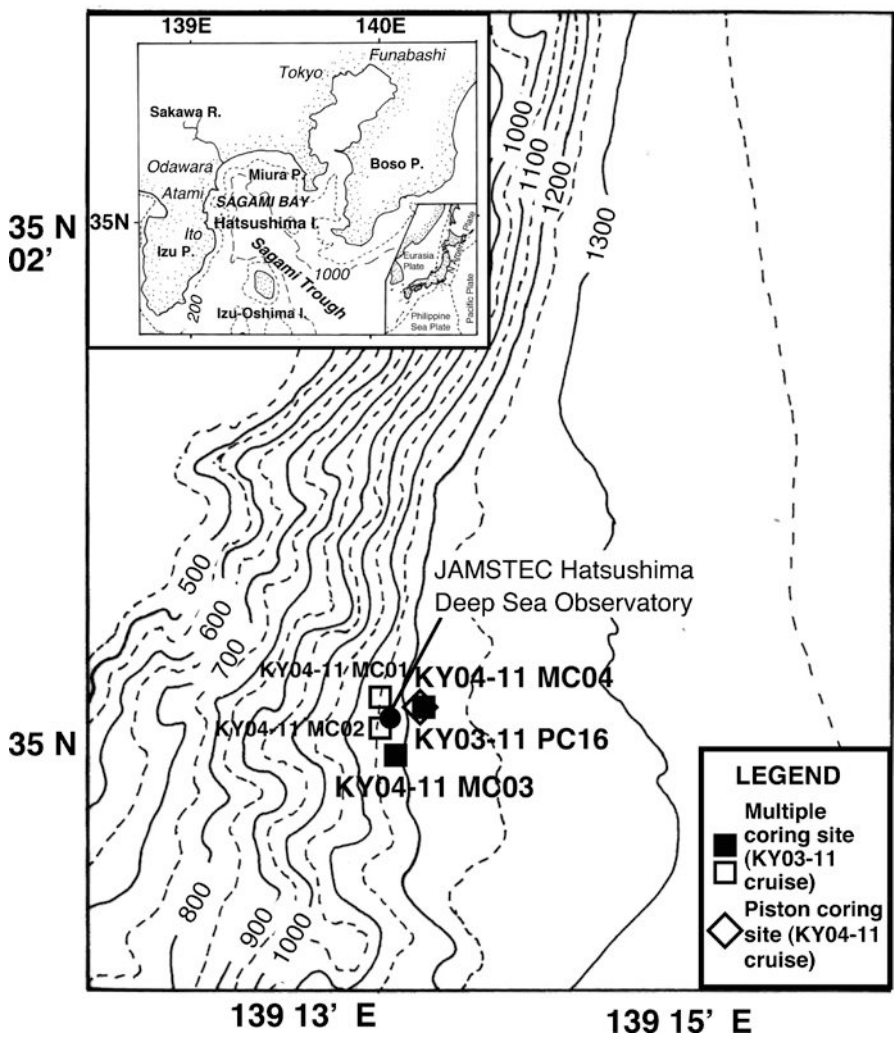 139E
140E
Funabashi
Tokyo
Sakawa R.
Odawara
Miura P.
Boso P.
Atami
SAGAMI BAY
35N
Hatsushima I.
Ito
Izu P.
Sagami Trough
1000
200
Izu-Oshima I.
Eurasia
Plate
Pacific Plate
Philippine
Sea Plate
1000
1100
1200
1300
35 N
02'
500
600
700
JAMSTEC Hatsushima
Deep Sea Observatory
KY04-11 MC01
KY04-11 MC04
KY04-11 MC02
KY03-11 PC16
35 N
KY04-11 MC03
800
900
1000
LEGEND
Multiple
coring site
(KY03-11
cruise)
Piston coring
site (KY04-11
cruise)
139 13' E
139 15' E